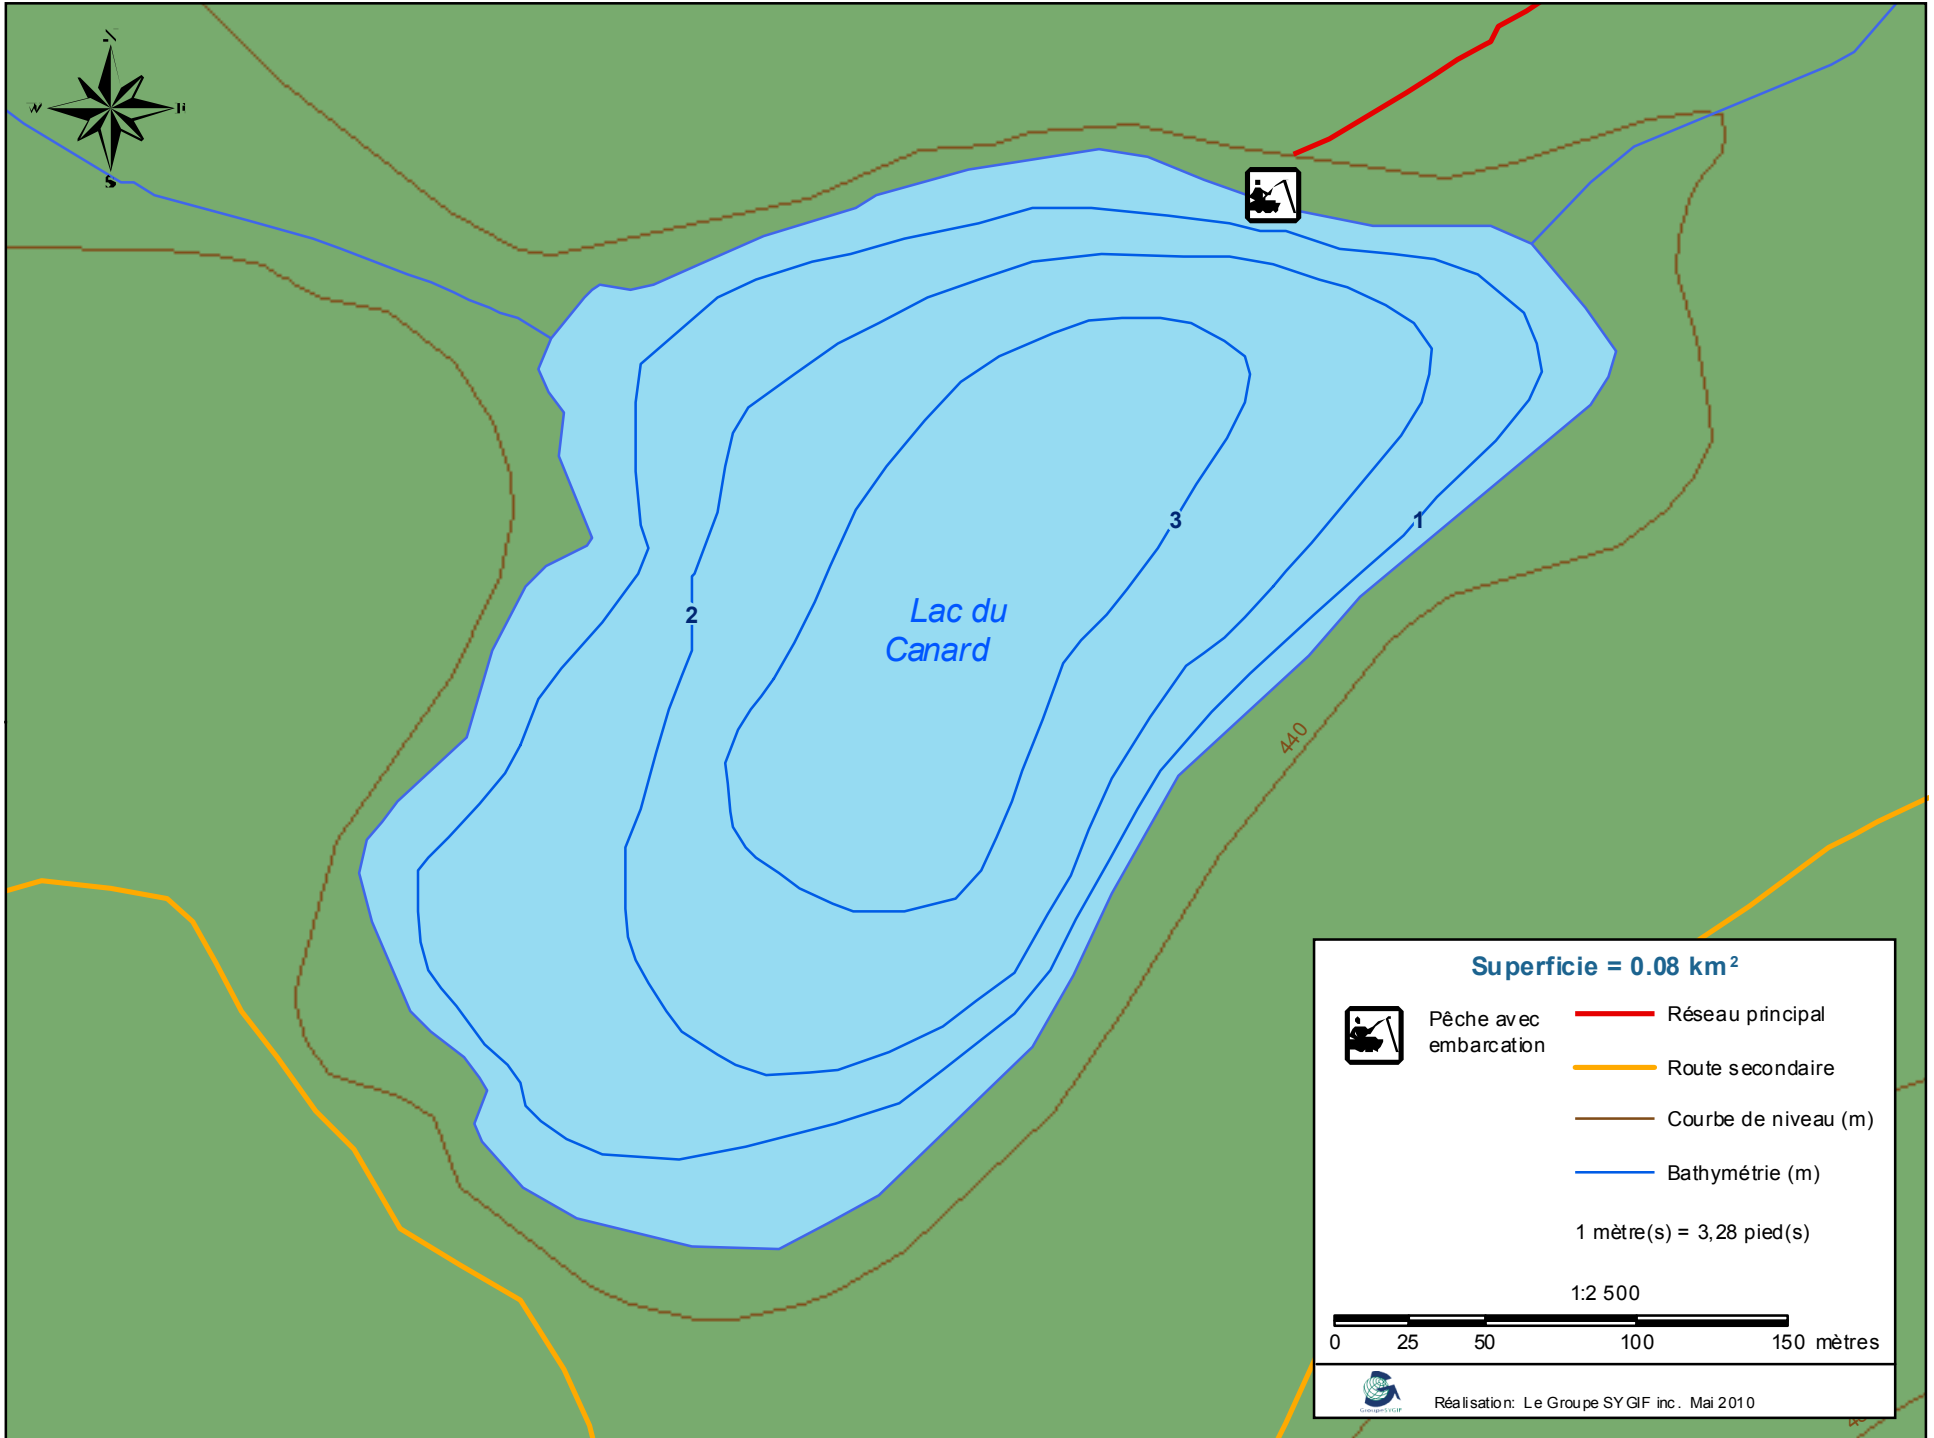 N
W
S
3
1
2
Lac du
Canard
440
Superficie = 0.08 km²
Pêche avec
embarcation
Réseau principal
Route secondaire
Courbe de niveau (m)
Bathymétrie (m)
1 mètre(s) = 3,28 pied(s)
1:2 500
0 25 50 100 150 mètres
GroupeSYGIF
Réalisation: Le Groupe SYGIF inc. Mai 2010